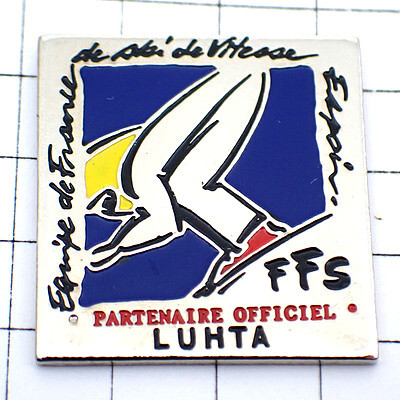 Equipe de France
de ski de Vitesse
Espoir
FFS
PARTENAIRE OFFICIEL
LUHTA